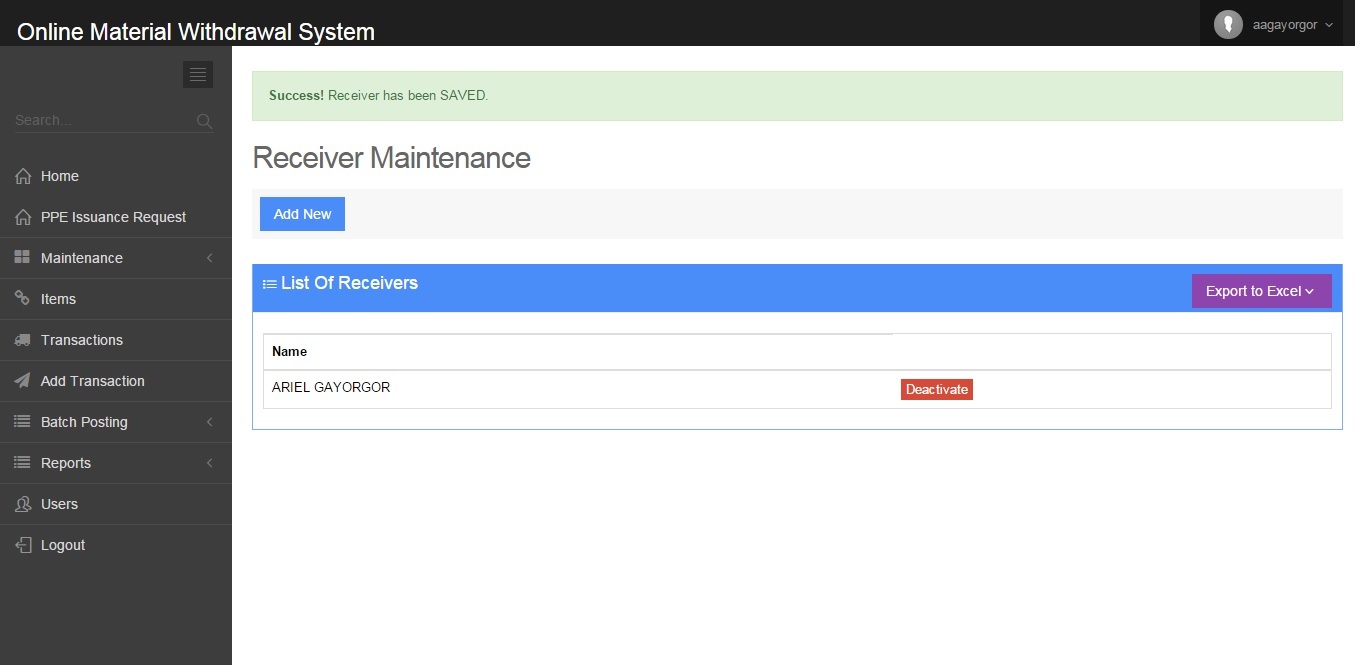 Online Material Withdrawal System
aagayorgor
Search...
Home
PPE Issuance Request
Maintenance
Items
Transactions
Add Transaction
Batch Posting
Reports
Users
Logout
Success! Receiver has been SAVED.
Receiver Maintenance
Add New
List Of Receivers
Export to Excel
Name
ARIEL GAYORGOR
Deactivate